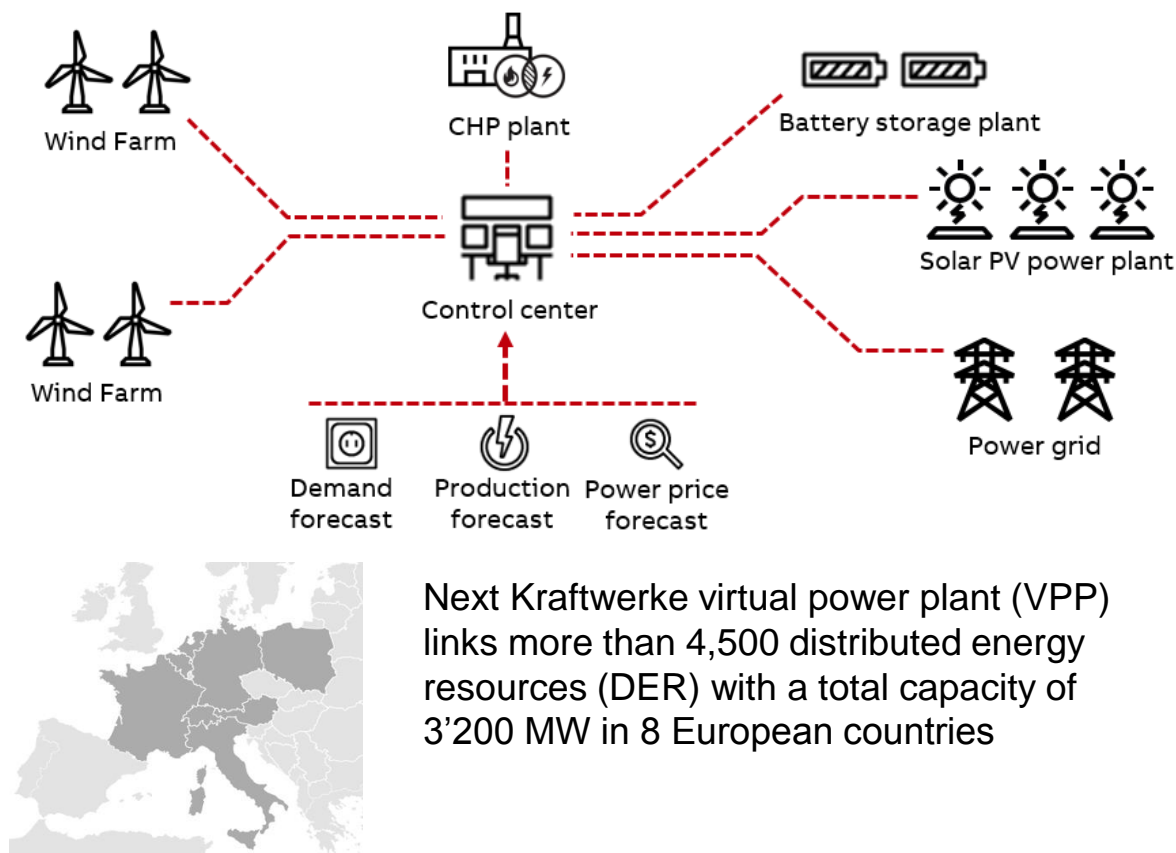 Wind Farm
CHP plant
Battery storage plant
Solar PV power plant
Control center
Wind Farm
Power grid
Demand
forecast
Production
forecast
Power price
forecast
Next Kraftwerke virtual power plant (VPP)
links more than 4,500 distributed energy
resources (DER) with a total capacity of
3’200 MW in 8 European countries